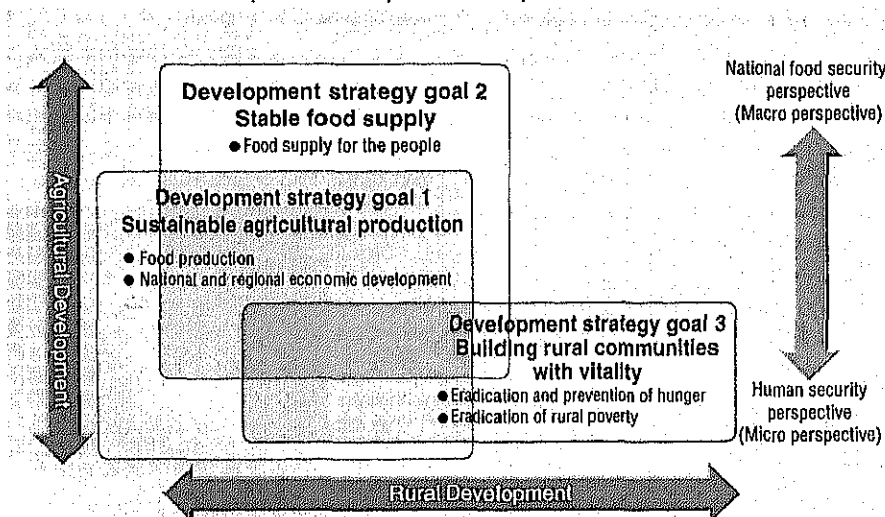 Development strategy goal 2
Stable food supply
● Food supply for the people
Development strategy goal 1
Sustainable agricultural production
● Food production
● National and regional economic development
Development strategy goal 3
Building rural communities
with vitality
● Eradication and prevention of hunger
● Eradication of rural poverty
Agricultural Development
Rural Development
National food security
perspective
(Macro perspective)
Human security
perspective
(Micro perspective)